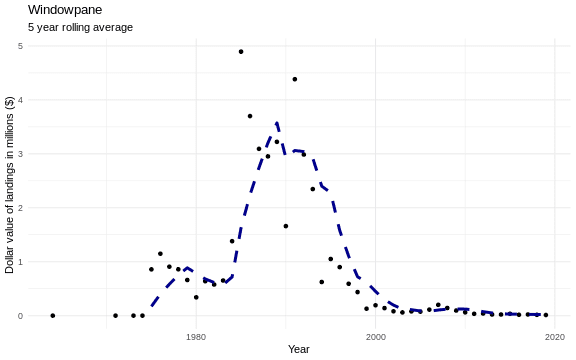 Windowpane
5 year rolling average
Dollar value of landings in millions ($)
5
4
3
2
1
0
1980
2000
2020
Year